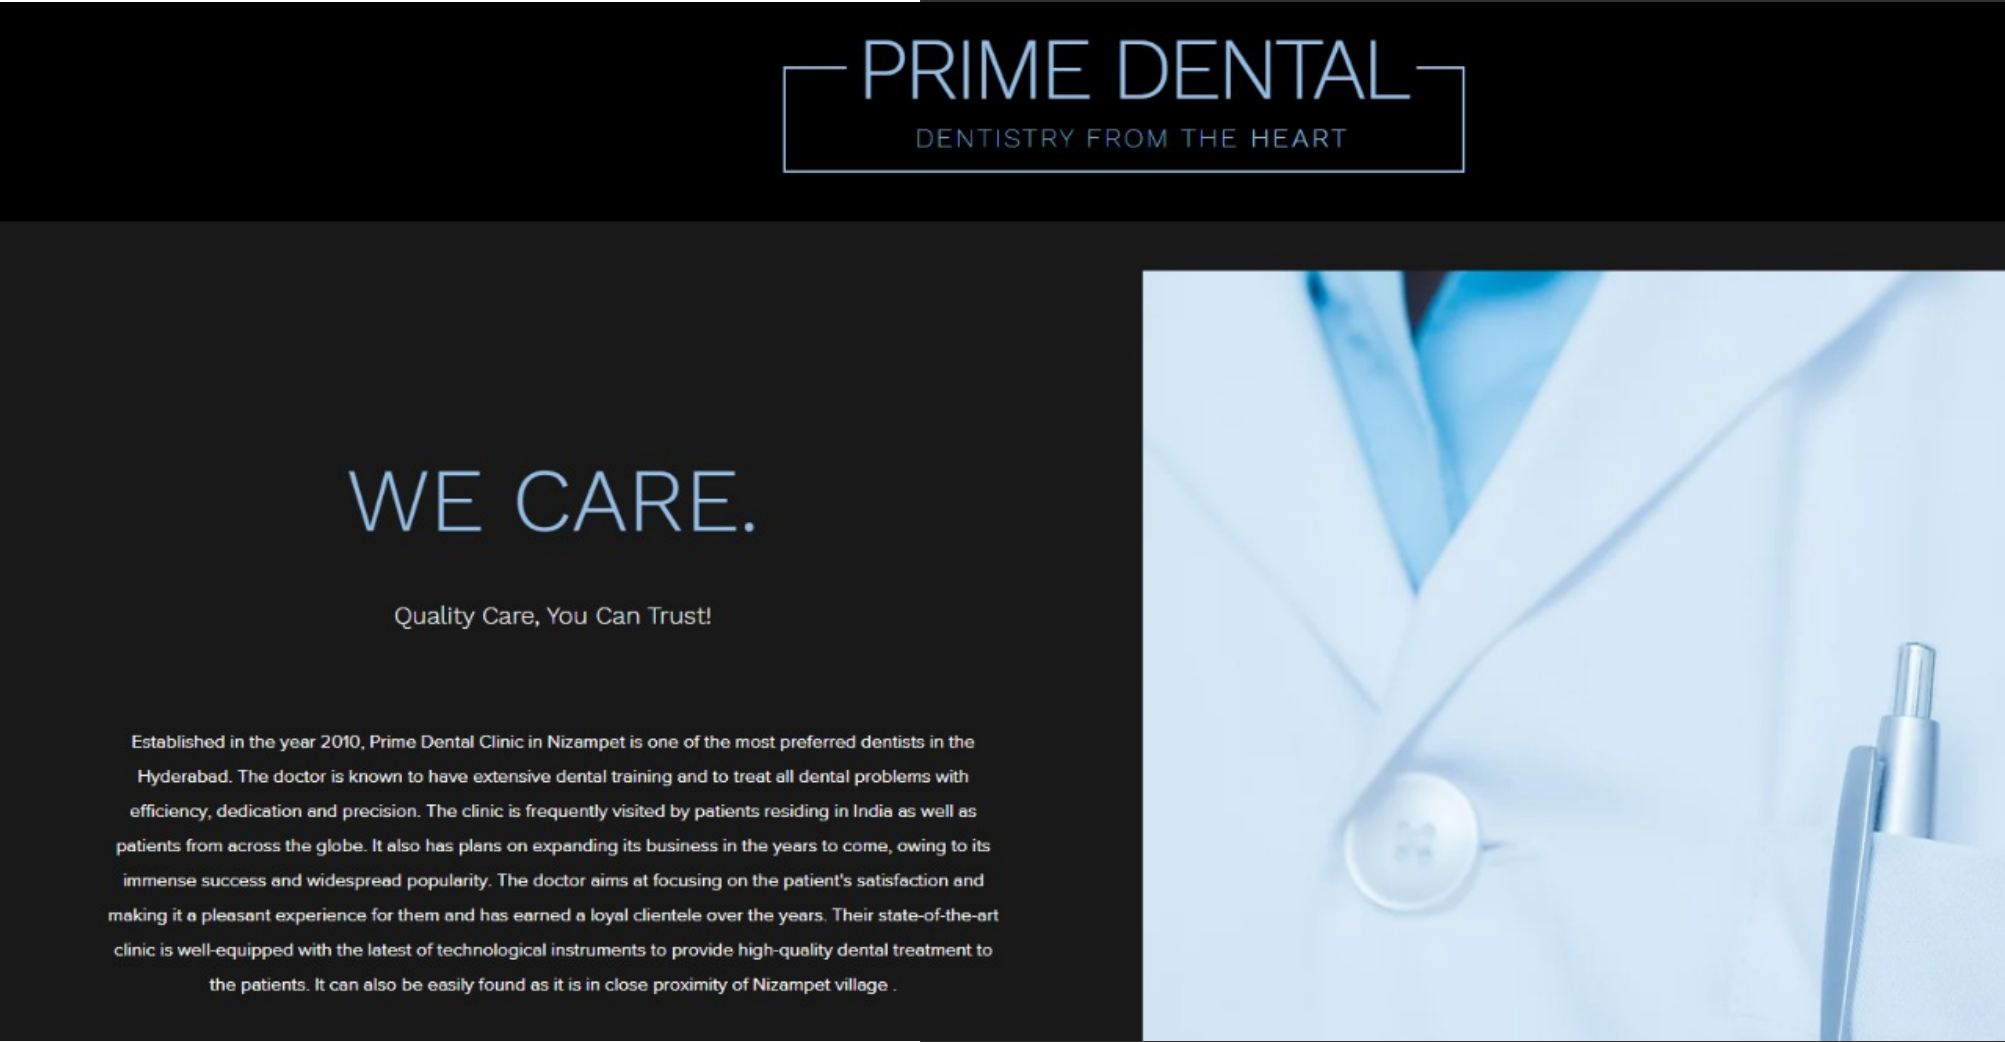 PRIME DENTAL
DENTISTRY FROM THE HEART
WE CARE.
Quality Care, You Can Trust!
Established in the year 2010, Prime Dental Clinic in Nizampet is one of the most preferred dentists in the
Hyderabad. The doctor is known to have extensive dental training and to treat all dental problems with
efficiency, dedication and precision. The clinic is frequently visited by patients residing in India as well as
patients from across the globe. It also has plans on expanding its business in the years to come, owing to its
immense success and widespread popularity. The doctor aims at focusing on the patient's satisfaction and
making it a pleasant experience for them and has earned a loyal clientele over the years. Their state-of-the-art
clinic is well-equipped with the latest of technological instruments to provide high-quality dental treatment to
the patients. It can also be easily found as it is in close proximity of Nizampet village .